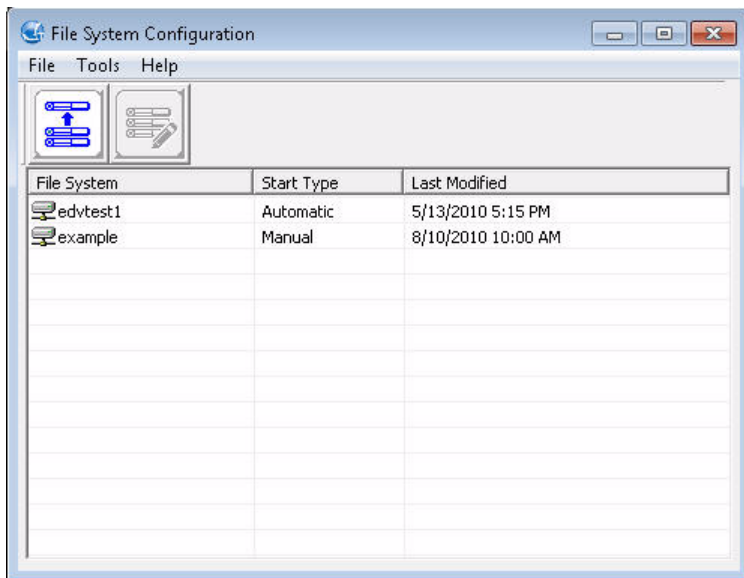 File System Configuration
File Tools Help
File System Start Type Last Modified
edvtest1 Automatic 5/13/2010 5:15 PM
example Manual 8/10/2010 10:00 AM